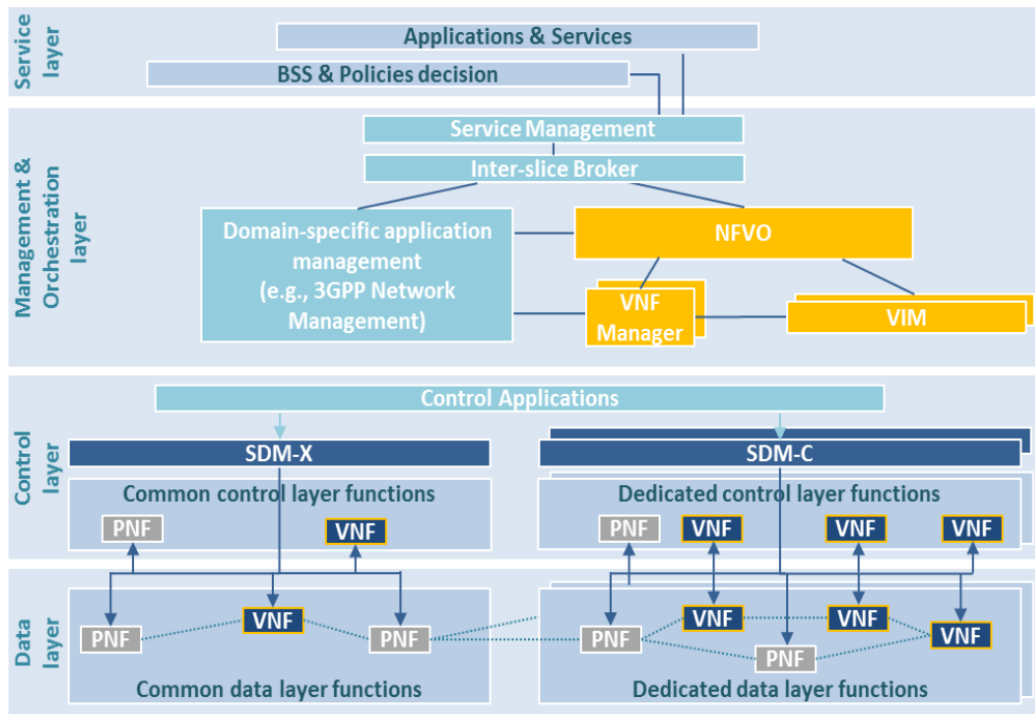 Service
layer
Applications & Services
BSS & Policies decision
Management &
Orchestration
layer
Service Management
Inter-slice Broker
Domain-specific application
management
(e.g., 3GPP Network
Management)
NFVO
VNF
Manager
VIM
Control
layer
Control Applications
SDM-X
SDM-C
Common control layer functions
Dedicated control layer functions
PNF
VNF
PNF
VNF
VNF
VNF
Data
layer
PNF
VNF
PNF
PNF
VNF
PNF
VNF
VNF
Common data layer functions
Dedicated data layer functions